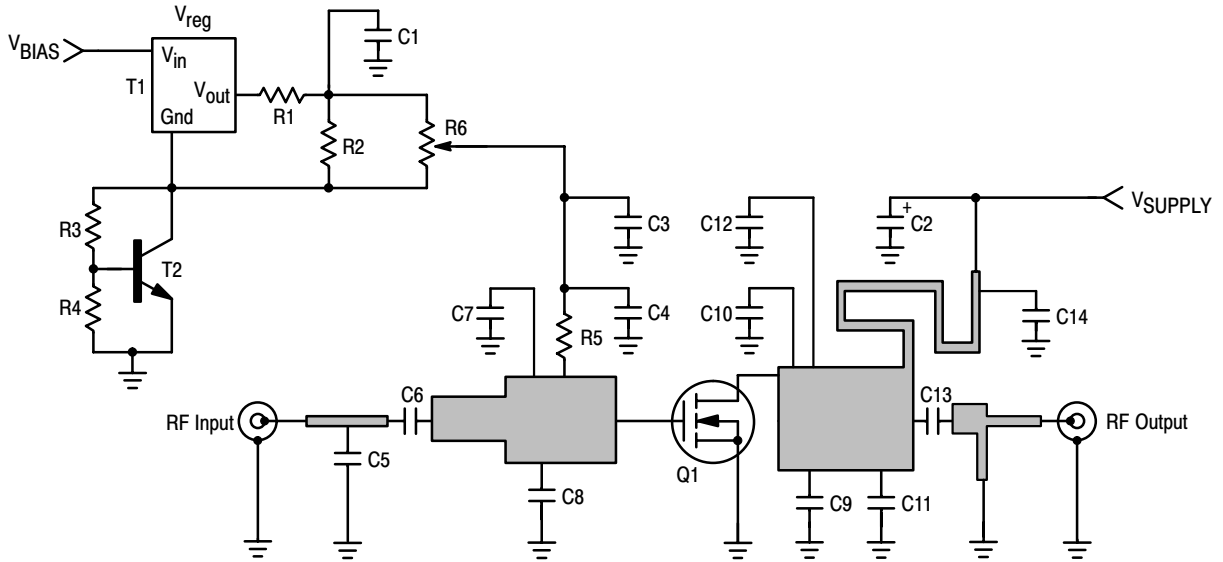 V_reg
V_BIAS
V_in
C1
T1
V_out
Gnd
R1
R2
R6
R3
T2
R4
C3
C12
C2
+
V_SUPPLY
C7
C4
C10
C14
R5
C6
C13
RF Input
RF Output
C5
C8
Q1
C9
C11